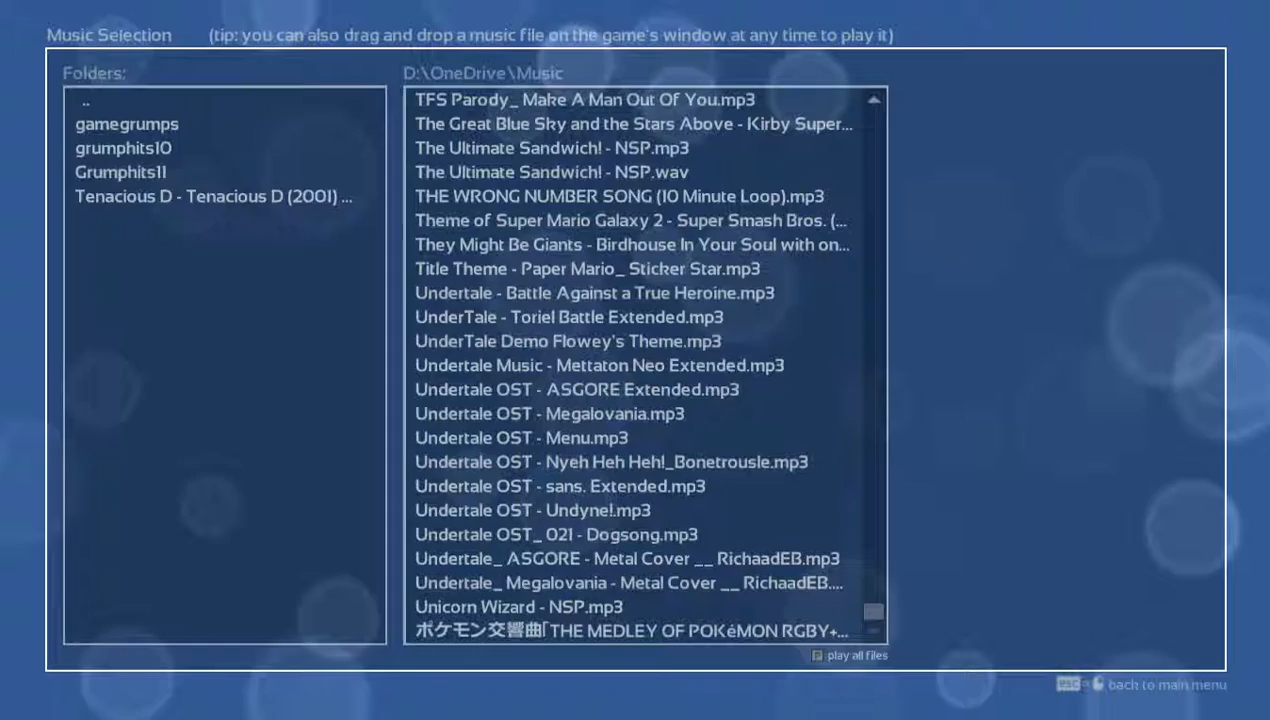 Music Selection (tip: you can also drag and drop a music file on the game's window at any time to play it)
Folders:
..
gamegrumps
grumphits10
Grumphits11
Tenacious D - Tenacious D (2001) ...
D:\OneDrive\Music
TFS Parody_ Make A Man Out Of You.mp3
The Great Blue Sky and the Stars Above - Kirby Super...
The Ultimate Sandwich! - NSP.mp3
The Ultimate Sandwich! - NSP.wav
THE WRONG NUMBER SONG (10 Minute Loop).mp3
Theme of Super Mario Galaxy 2 - Super Smash Bros. (...
They Might Be Giants - Birdhouse In Your Soul with on...
Title Theme - Paper Mario_ Sticker Star.mp3
Undertale - Battle Against a True Heroine.mp3
UnderTale - Toriel Battle Extended.mp3
UnderTale Demo Flowey's Theme.mp3
Undertale Music - Mettaton Neo Extended.mp3
Undertale OST - ASGORE Extended.mp3
Undertale OST - Megalovania.mp3
Undertale OST - Menu.mp3
Undertale OST - Nyeh Heh Heh!_Bonetrousle.mp3
Undertale OST - sans. Extended.mp3
Undertale OST - Undyne!.mp3
Undertale OST_ 021 - Dogsong.mp3
Undertale_ ASGORE - Metal Cover __ RichaadEB.mp3
Undertale_ Megalovania - Metal Cover __ RichaadEB....
Unicorn Wizard - NSP.mp3
ポケモン交響曲「THE MEDLEY OF POKéMON RGBY+...
P play all files
esc or back to main menu